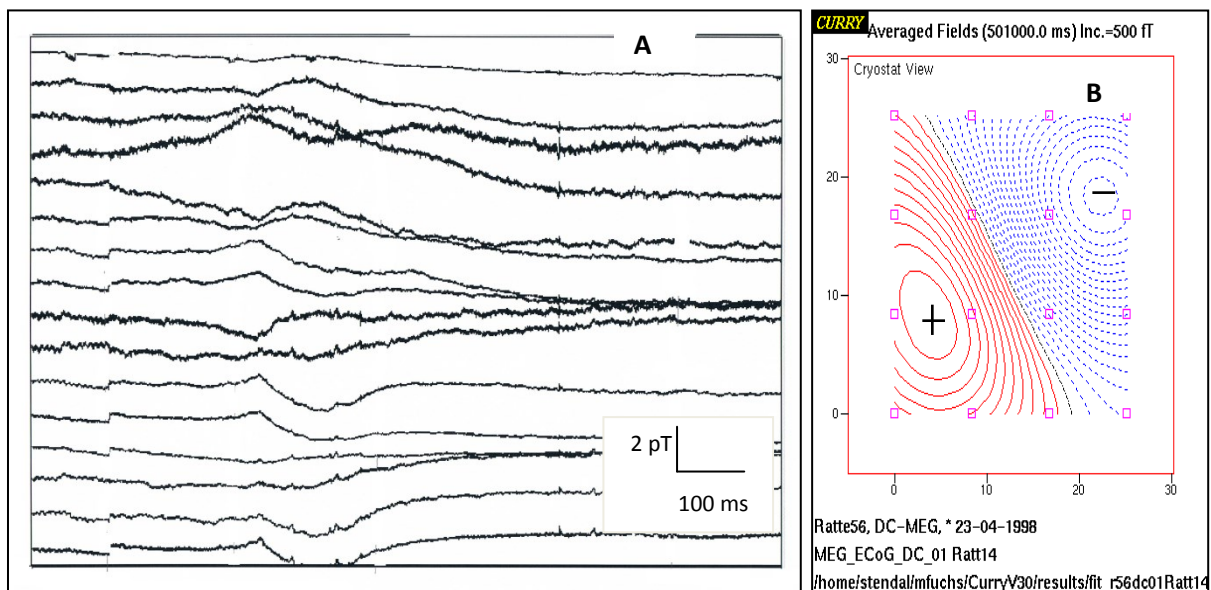 A
2 pT
100 ms
CURRY
Averaged Fields (501000.0 ms) Inc.=500 fT
Cryostat View
B
30
20
10
0
+
−
0 10 20 30
Ratte56, DC-MEG, * 23-04-1998
MEG_ECoG_DC_01 Ratt14
/home/stendal/mfuchs/CurryV30/results/fit_r56dc01Ratt14